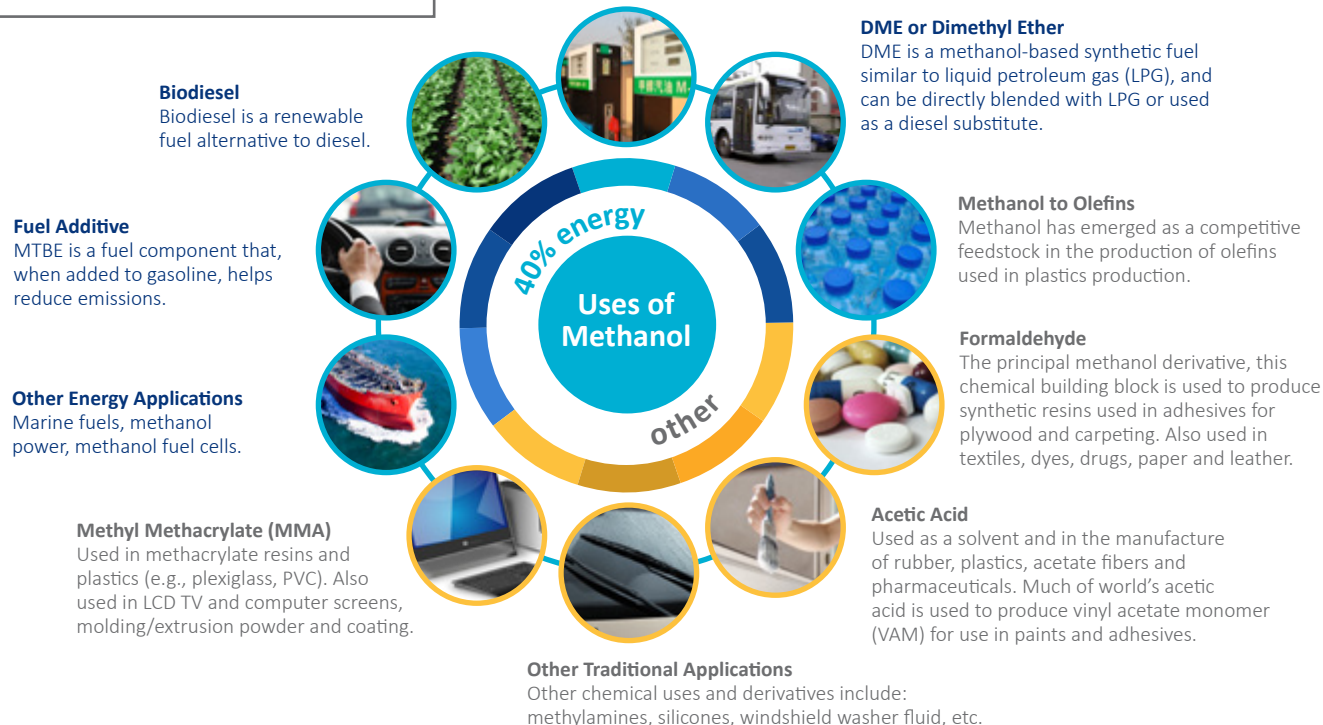 DME or Dimethyl Ether
DME is a methanol-based synthetic fuel
similar to liquid petroleum gas (LPG), and
can be directly blended with LPG or used
as a diesel substitute.
Biodiesel
Biodiesel is a renewable
fuel alternative to diesel.
Methanol to Olefins
Methanol has emerged as a competitive
feedstock in the production of olefins
used in plastics production.
Fuel Additive
MTBE is a fuel component that,
when added to gasoline, helps
reduce emissions.
40% energy
Uses of
Methanol
other
Formaldehyde
The principal methanol derivative, this
chemical building block is used to produce
synthetic resins used in adhesives for
plywood and carpeting. Also used in
textiles, dyes, drugs, paper and leather.
Other Energy Applications
Marine fuels, methanol
power, methanol fuel cells.
Acetic Acid
Used as a solvent and in the manufacture
of rubber, plastics, acetate fibers and
pharmaceuticals. Much of world's acetic
acid is used to produce vinyl acetate monomer
(VAM) for use in paints and adhesives.
Methyl Methacrylate (MMA)
Used in methacrylate resins and
plastics (e.g., plexiglass, PVC). Also
used in LCD TV and computer screens,
molding/extrusion powder and coating.
Other Traditional Applications
Other chemical uses and derivatives include:
methylamines, silicones, windshield washer fluid, etc.